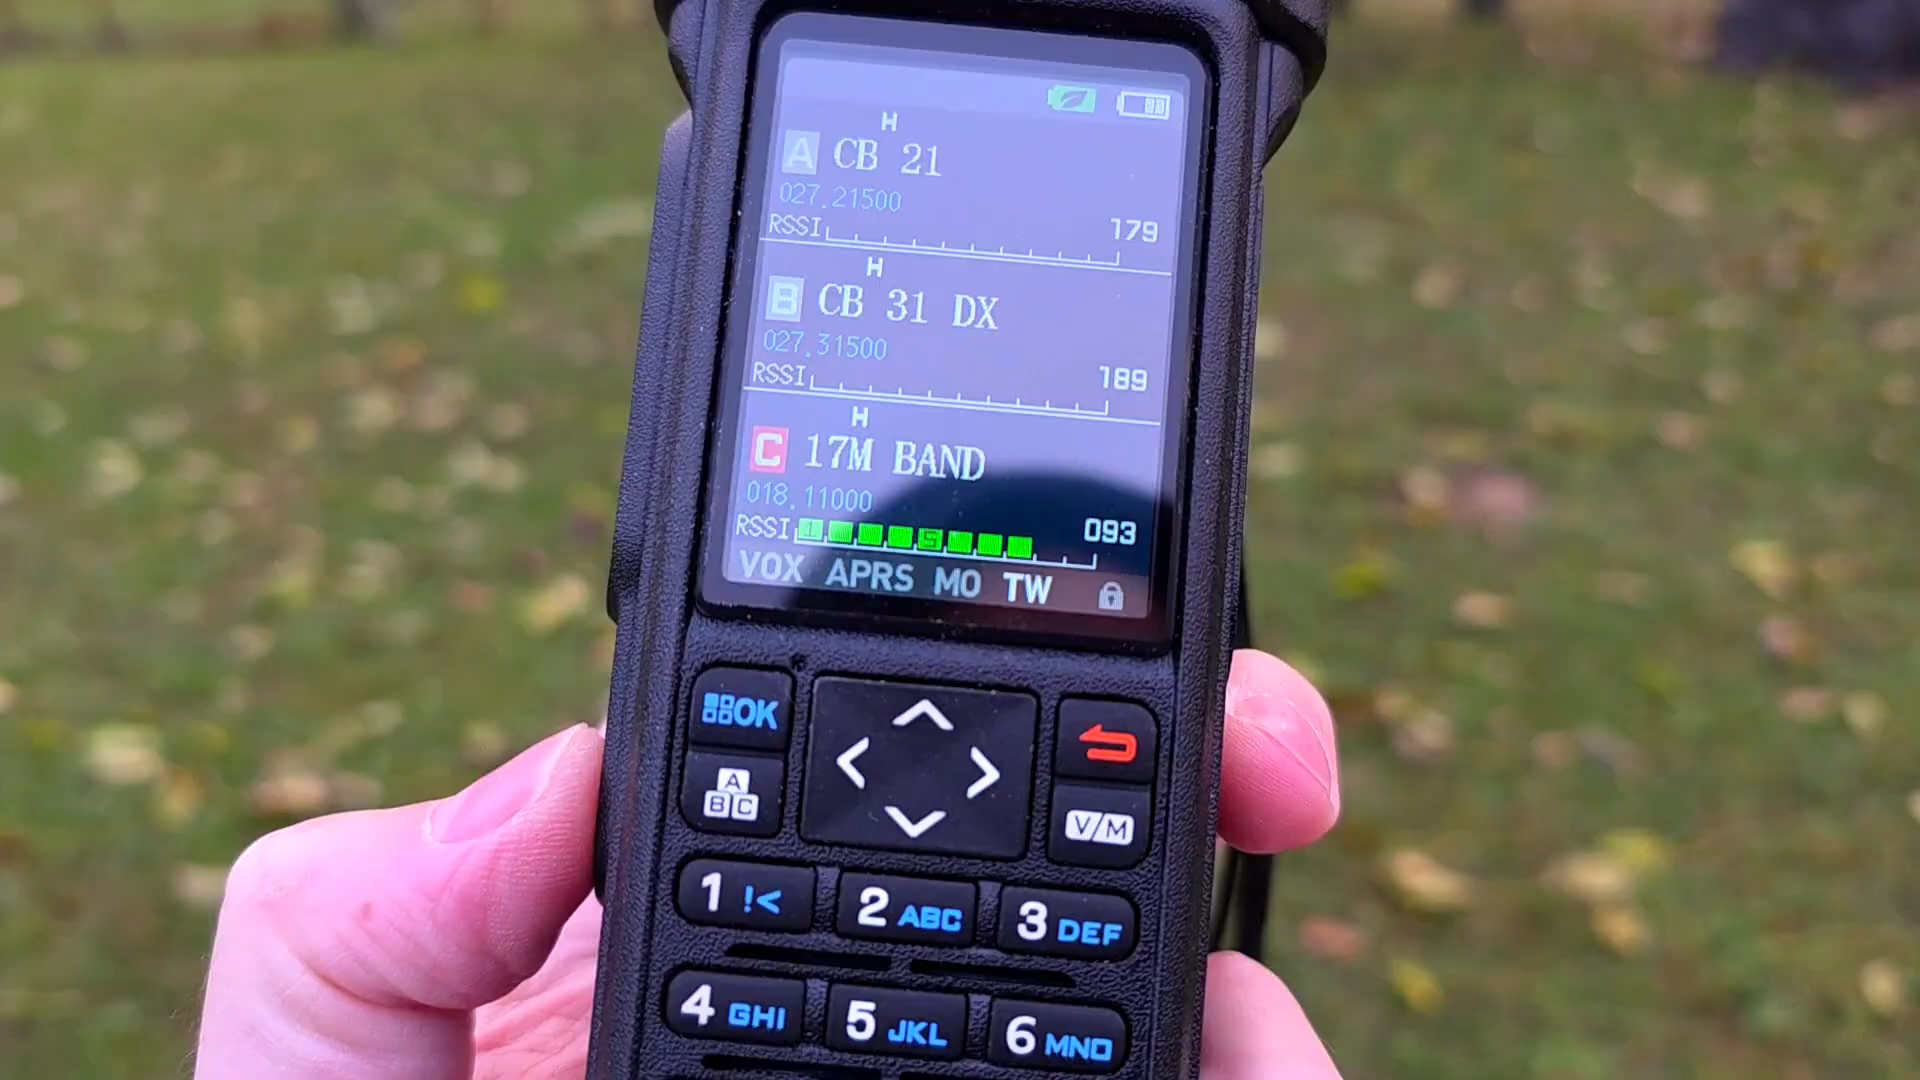 H
A CB 21
027.21500
RSSI 179
H
B CB 31 DX
027.31500
RSSI 189
H
C 17M BAND
018.11000
RSSI 093
VOX APRS MO TW
OK
A
B C
V/M
1 !< 2 ABC 3 DEF
4 GHI 5 JKL 6 MNO